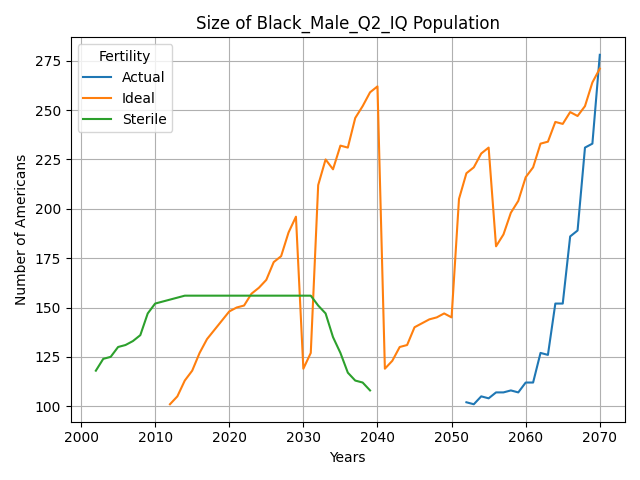 Size of Black_Male_Q2_IQ Population
Fertility
Actual
Ideal
Sterile
Number of Americans
275
250
225
200
175
150
125
100
2000 2010 2020 2030 2040 2050 2060 2070
Years